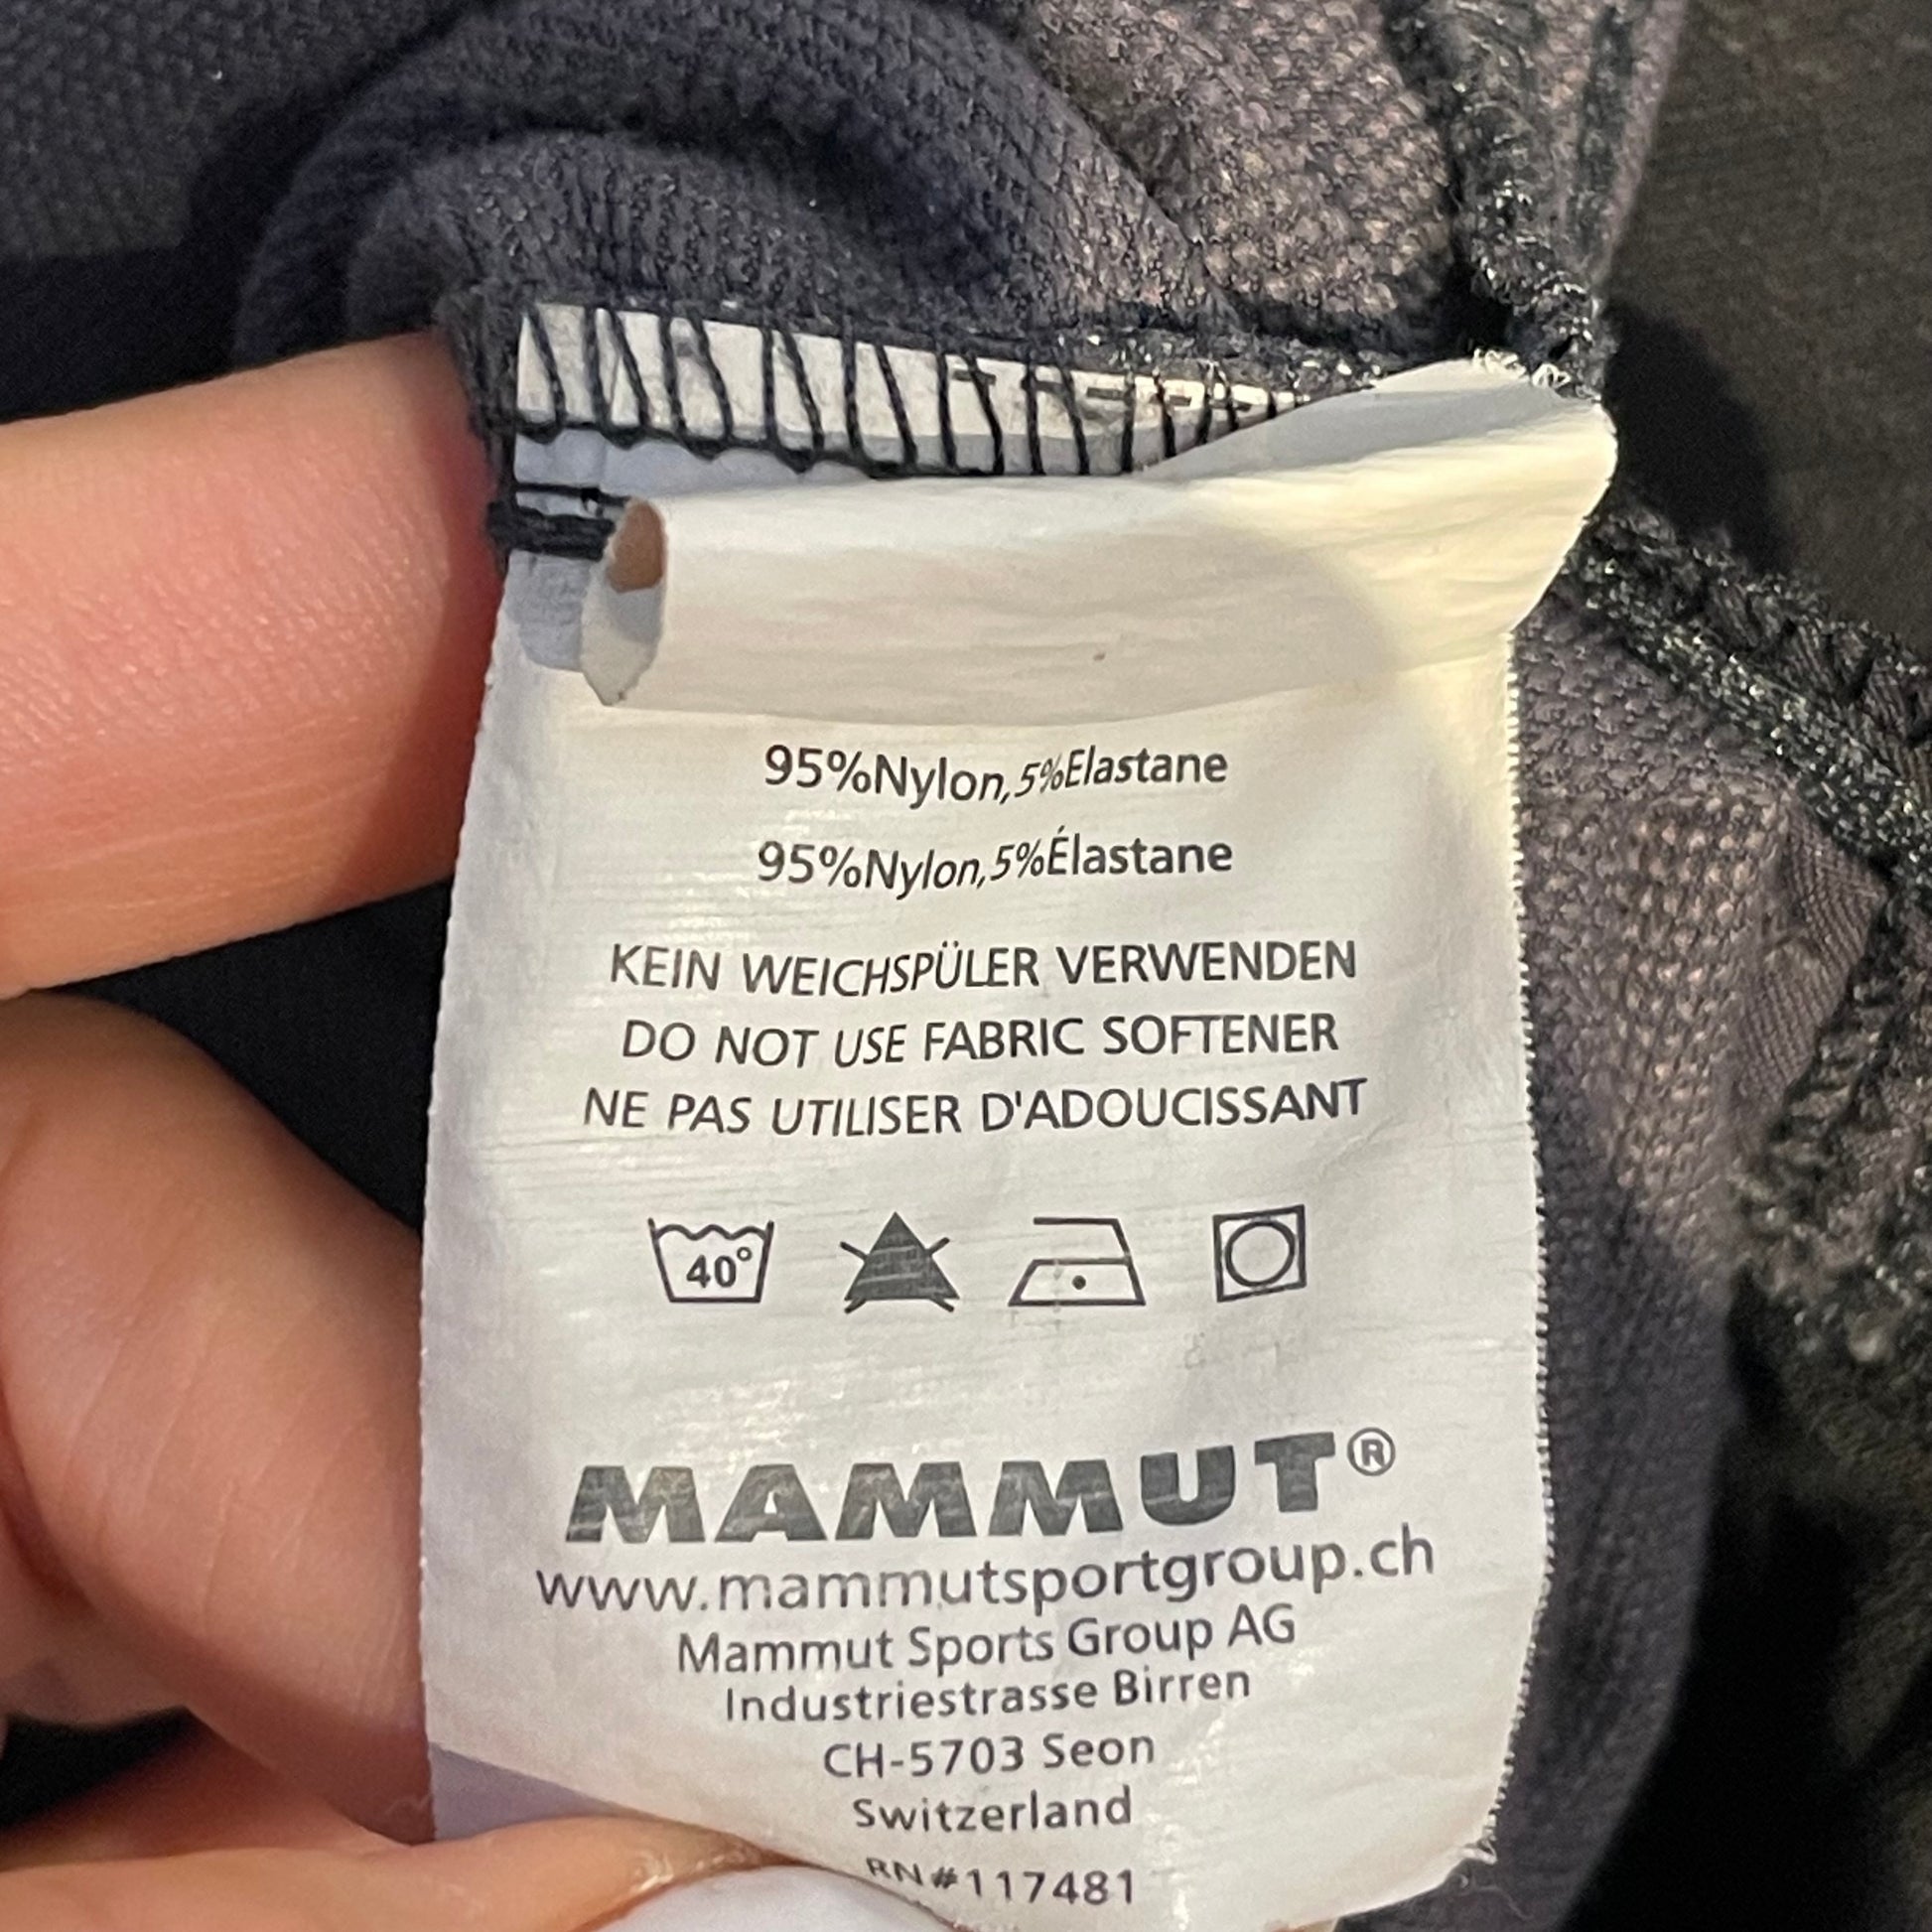 95%Nylon,5%Elastane
95%Nylon,5%Élastane
KEIN WEICHSPÜLER VERWENDEN
DO NOT USE FABRIC SOFTENER
NE PAS UTILISER D'ADOUCISSANT
40°
MAMMUT®
www.mammutsportgroup.ch
Mammut Sports Group AG
Industriestrasse Birren
CH-5703 Seon
Switzerland
RN#117481